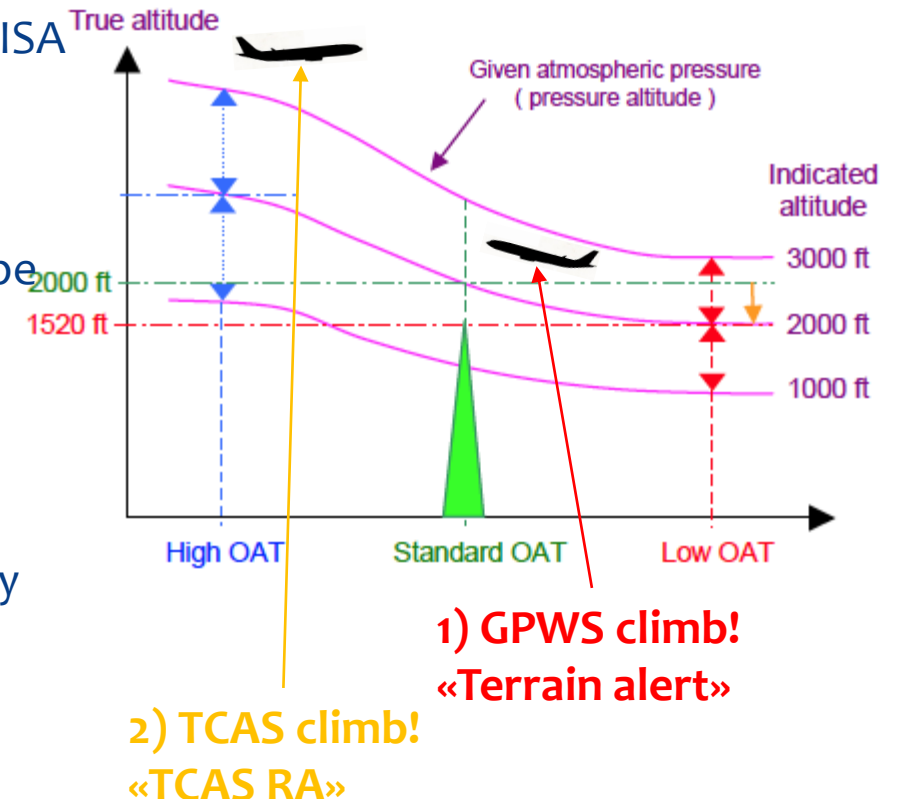 ISA
True altitude
Given atmospheric pressure
( pressure altitude )
Indicated
altitude
3000 ft
2000 ft
1520 ft
2000 ft
1000 ft
High OAT
Standard OAT
Low OAT
1) GPWS climb!
«Terrain alert»
2) TCAS climb!
«TCAS RA»